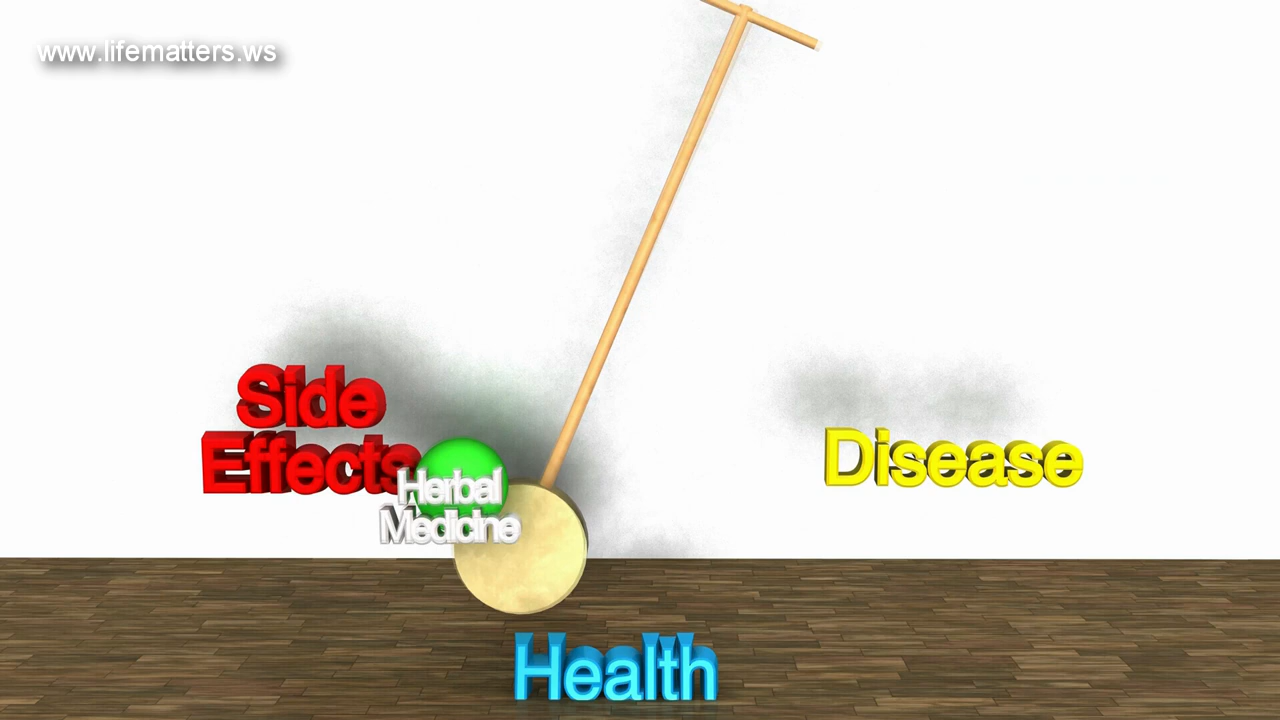 www.lifematters.ws
Side
Effects
Herbal
Medicine
Disease
Health